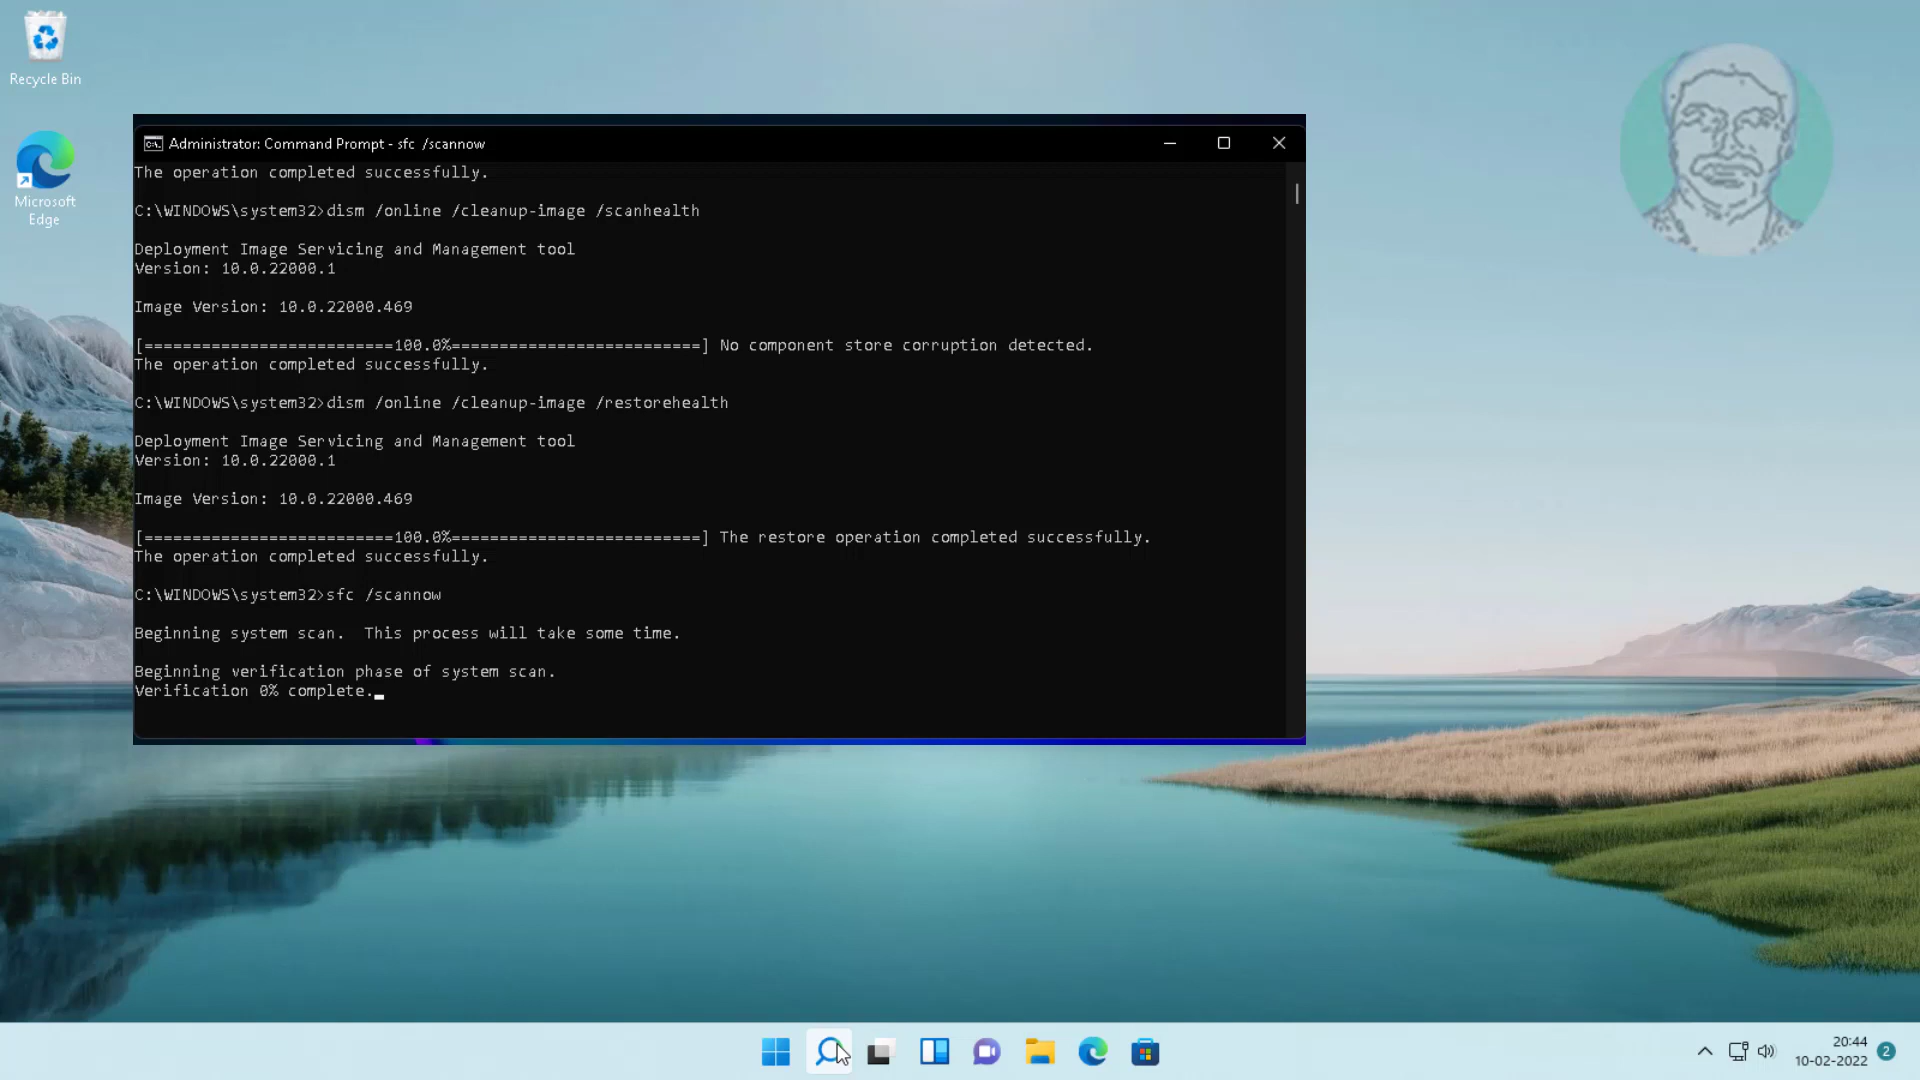 Recycle Bin
Microsoft
Edge
Administrator: Command Prompt - sfc  /scannow
The operation completed successfully.
C:\WINDOWS\system32>dism /online /cleanup-image /scanhealth
Deployment Image Servicing and Management tool
Version: 10.0.22000.1
Image Version: 10.0.22000.469
[==========================100.0%==========================] No component store corruption detected.
The operation completed successfully.
C:\WINDOWS\system32>dism /online /cleanup-image /restorehealth
Deployment Image Servicing and Management tool
Version: 10.0.22000.1
Image Version: 10.0.22000.469
[==========================100.0%==========================] The restore operation completed successfully.
The operation completed successfully.
C:\WINDOWS\system32>sfc /scannow
Beginning system scan.  This process will take some time.
Beginning verification phase of system scan.
Verification 0% complete.
20:44
10-02-2022
2